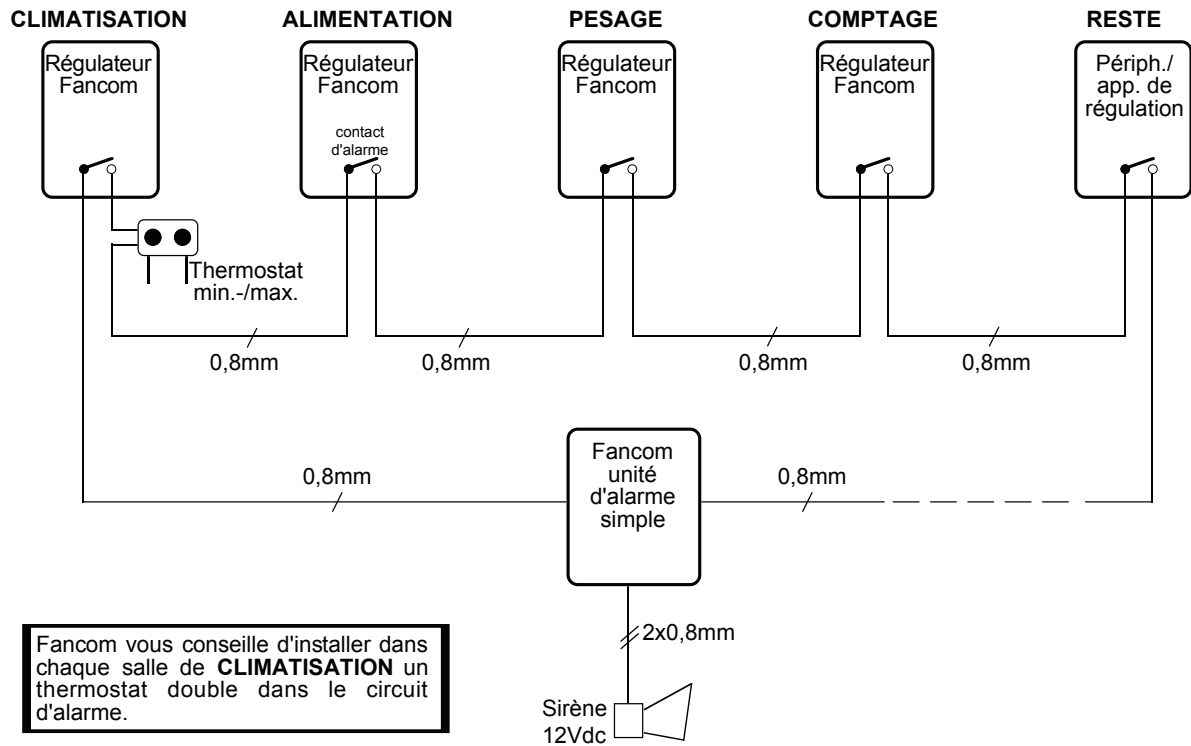 CLIMATISATION
ALIMENTATION
PESAGE
COMPTAGE
RESTE
Régulateur
Fancom
Régulateur
Fancom
contact
d'alarme
Régulateur
Fancom
Régulateur
Fancom
Périph./
app. de
régulation
Thermostat
min.-/max.
0,8mm
0,8mm
0,8mm
0,8mm
0,8mm
Fancom
unité
d'alarme
simple
0,8mm
2x0,8mm
Sirène
12Vdc
Fancom vous conseille d'installer dans
chaque salle de CLIMATISATION un
thermostat double dans le circuit
d'alarme.